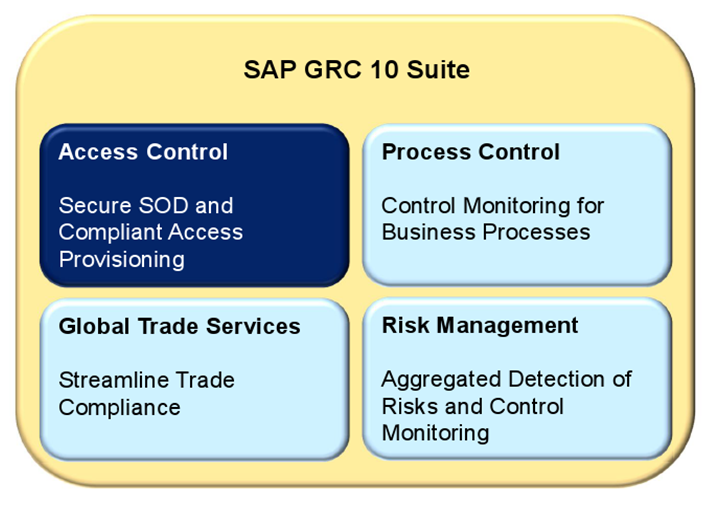 SAP GRC 10 Suite
Access Control
Secure SOD and
Compliant Access
Provisioning
Process Control
Control Monitoring for
Business Processes
Global Trade Services
Streamline Trade
Compliance
Risk Management
Aggregated Detection of
Risks and Control
Monitoring